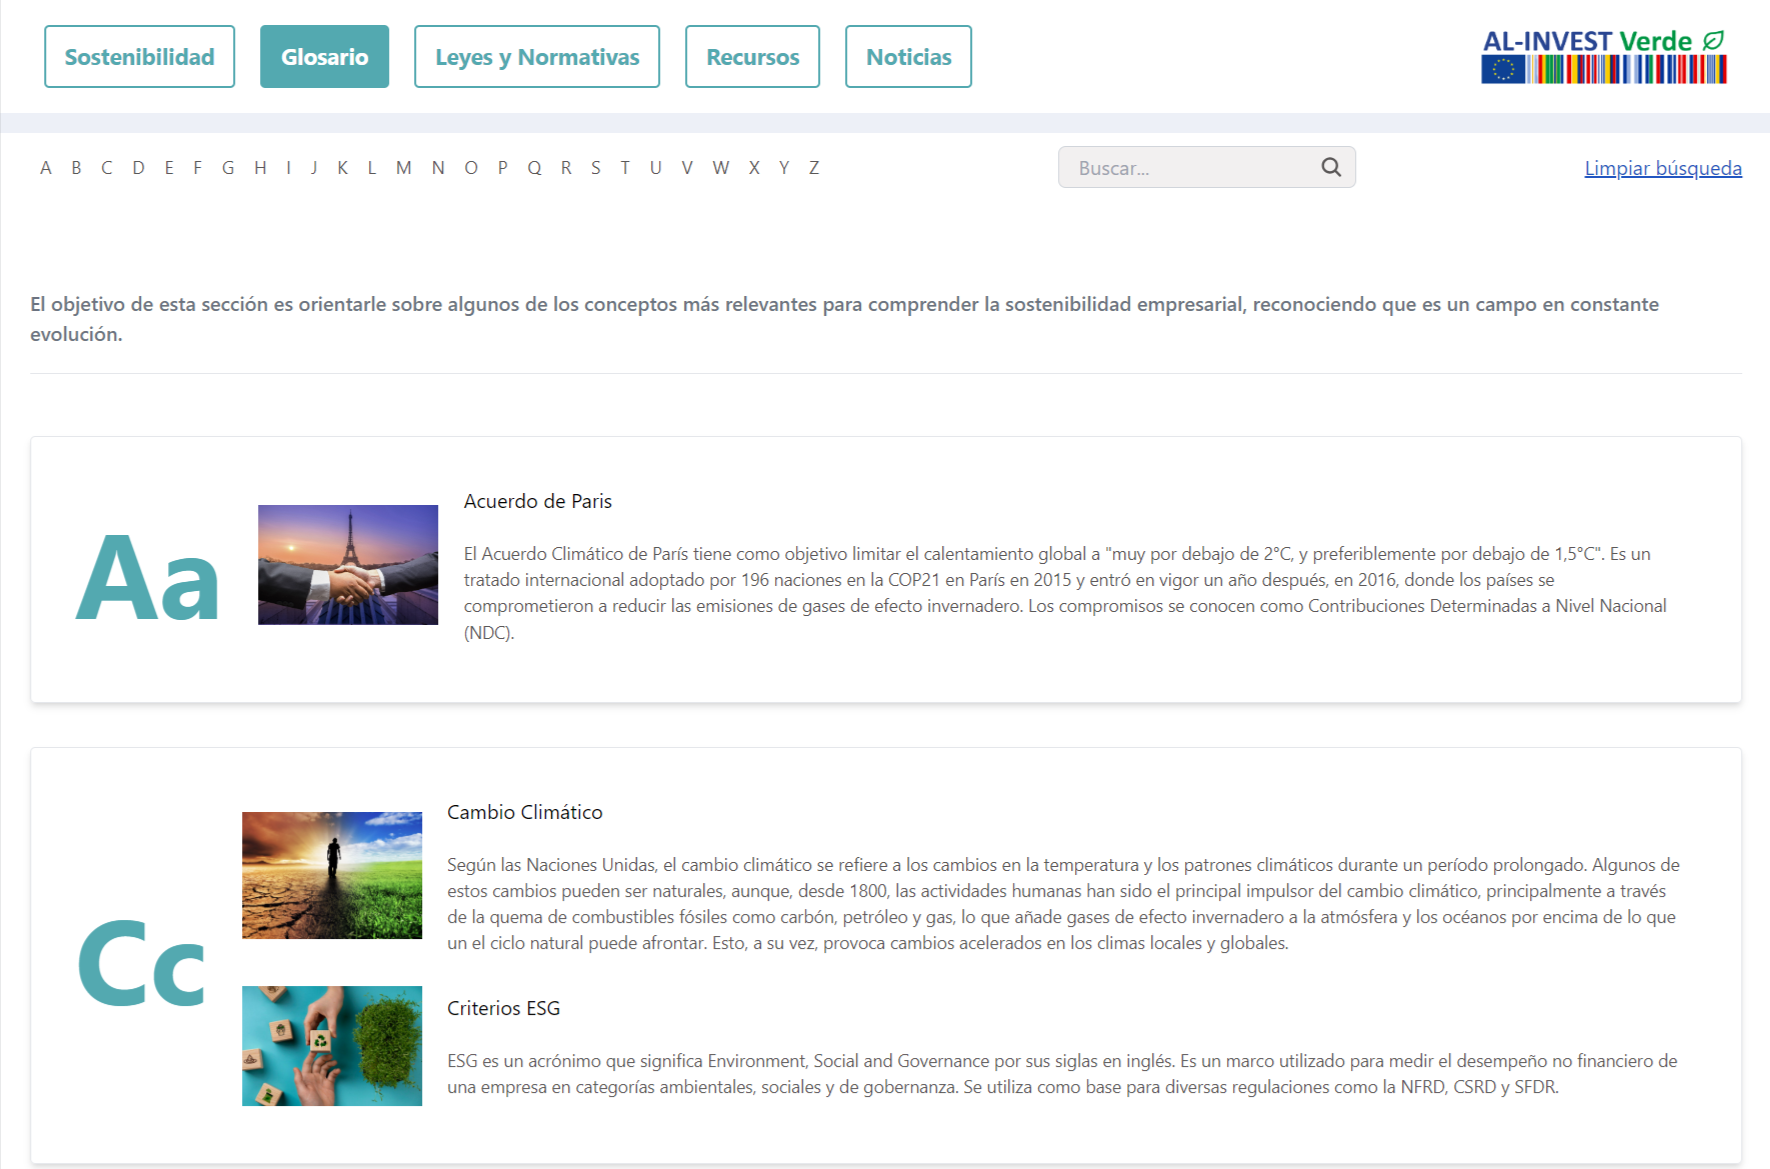 Sostenibilidad
Glosario
Leyes y Normativas
Recursos
Noticias
AL-INVEST Verde
A B C D E F G H I J K L M N O P Q R S T U V W X Y Z
Buscar...
Limpiar búsqueda
El objetivo de esta sección es orientarle sobre algunos de los conceptos más relevantes para comprender la sostenibilidad empresarial, reconociendo que es un campo en constante
evolución.
Aa
Acuerdo de Paris
El Acuerdo Climático de París tiene como objetivo limitar el calentamiento global a "muy por debajo de 2°C, y preferiblemente por debajo de 1,5°C". Es un
tratado internacional adoptado por 196 naciones en la COP21 en París en 2015 y entró en vigor un año después, en 2016, donde los países se
comprometieron a reducir las emisiones de gases de efecto invernadero. Los compromisos se conocen como Contribuciones Determinadas a Nivel Nacional
(NDC).
Cc
Cambio Climático
Según las Naciones Unidas, el cambio climático se refiere a los cambios en la temperatura y los patrones climáticos durante un período prolongado. Algunos de
estos cambios pueden ser naturales, aunque, desde 1800, las actividades humanas han sido el principal impulsor del cambio climático, principalmente a través
de la quema de combustibles fósiles como carbón, petróleo y gas, lo que añade gases de efecto invernadero a la atmósfera y los océanos por encima de lo que
un el ciclo natural puede afrontar. Esto, a su vez, provoca cambios acelerados en los climas locales y globales.
Criterios ESG
ESG es un acrónimo que significa Environment, Social and Governance por sus siglas en inglés. Es un marco utilizado para medir el desempeño no financiero de
una empresa en categorías ambientales, sociales y de gobernanza. Se utiliza como base para diversas regulaciones como la NFRD, CSRD y SFDR.